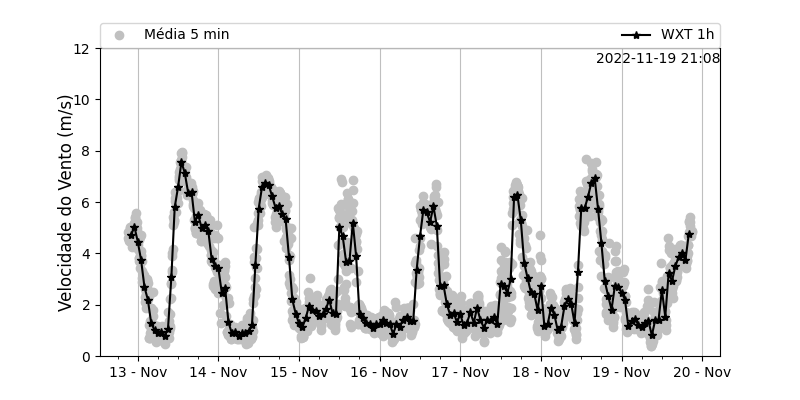 Média 5 min
WXT 1h
2022-11-19 21:08
Velocidade do Vento (m/s)
12
10
8
6
4
2
0
13 - Nov 14 - Nov 15 - Nov 16 - Nov 17 - Nov 18 - Nov 19 - Nov 20 - Nov